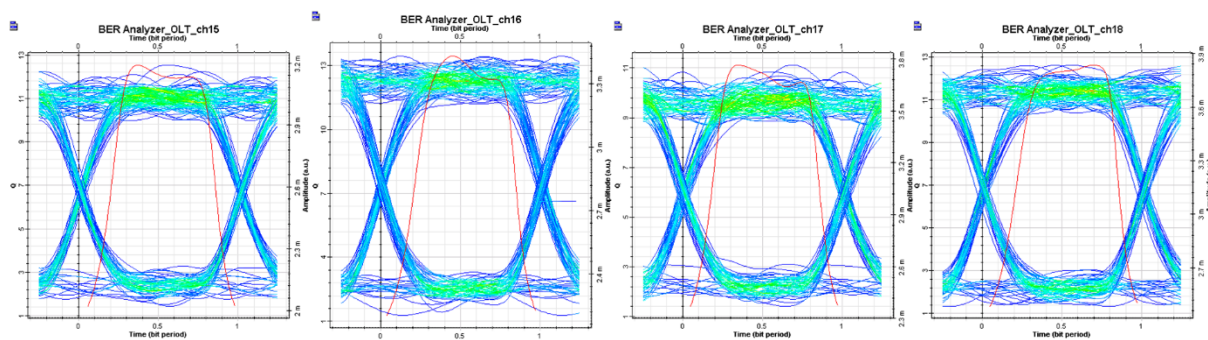 BER Analyzer_OLT_ch15
Time (bit period)
0 0.5 1
Q
1 3 5 7 9 11 13
Amplitude (a.u.)
2 m 2.3 m 2.6 m 2.9 m 3.2 m
0 0.5 1
Time (bit period)
BER Analyzer_OLT_ch16
Time (bit period)
0 0.5 1
Q
1 4 7 10 13
Amplitude (a.u.)
2.4 m 2.7 m 3 m 3.3 m
0 0.5 1
Time (bit period)
BER Analyzer_OLT_ch17
Time (bit period)
0 0.5 1
Q
1 3 5 7 9 11
Amplitude (a.u.)
2.3 m 2.6 m 2.9 m 3.2 m 3.5 m 3.8 m
0 0.5 1
Time (bit period)
BER Analyzer_OLT_ch18
Time (bit period)
0 0.5 1
Q
1 3 5 7 9 11 13
Amplitude (a.u.)
2.7 m 3 m 3.3 m 3.6 m 3.9 m
0 0.5 1
Time (bit period)